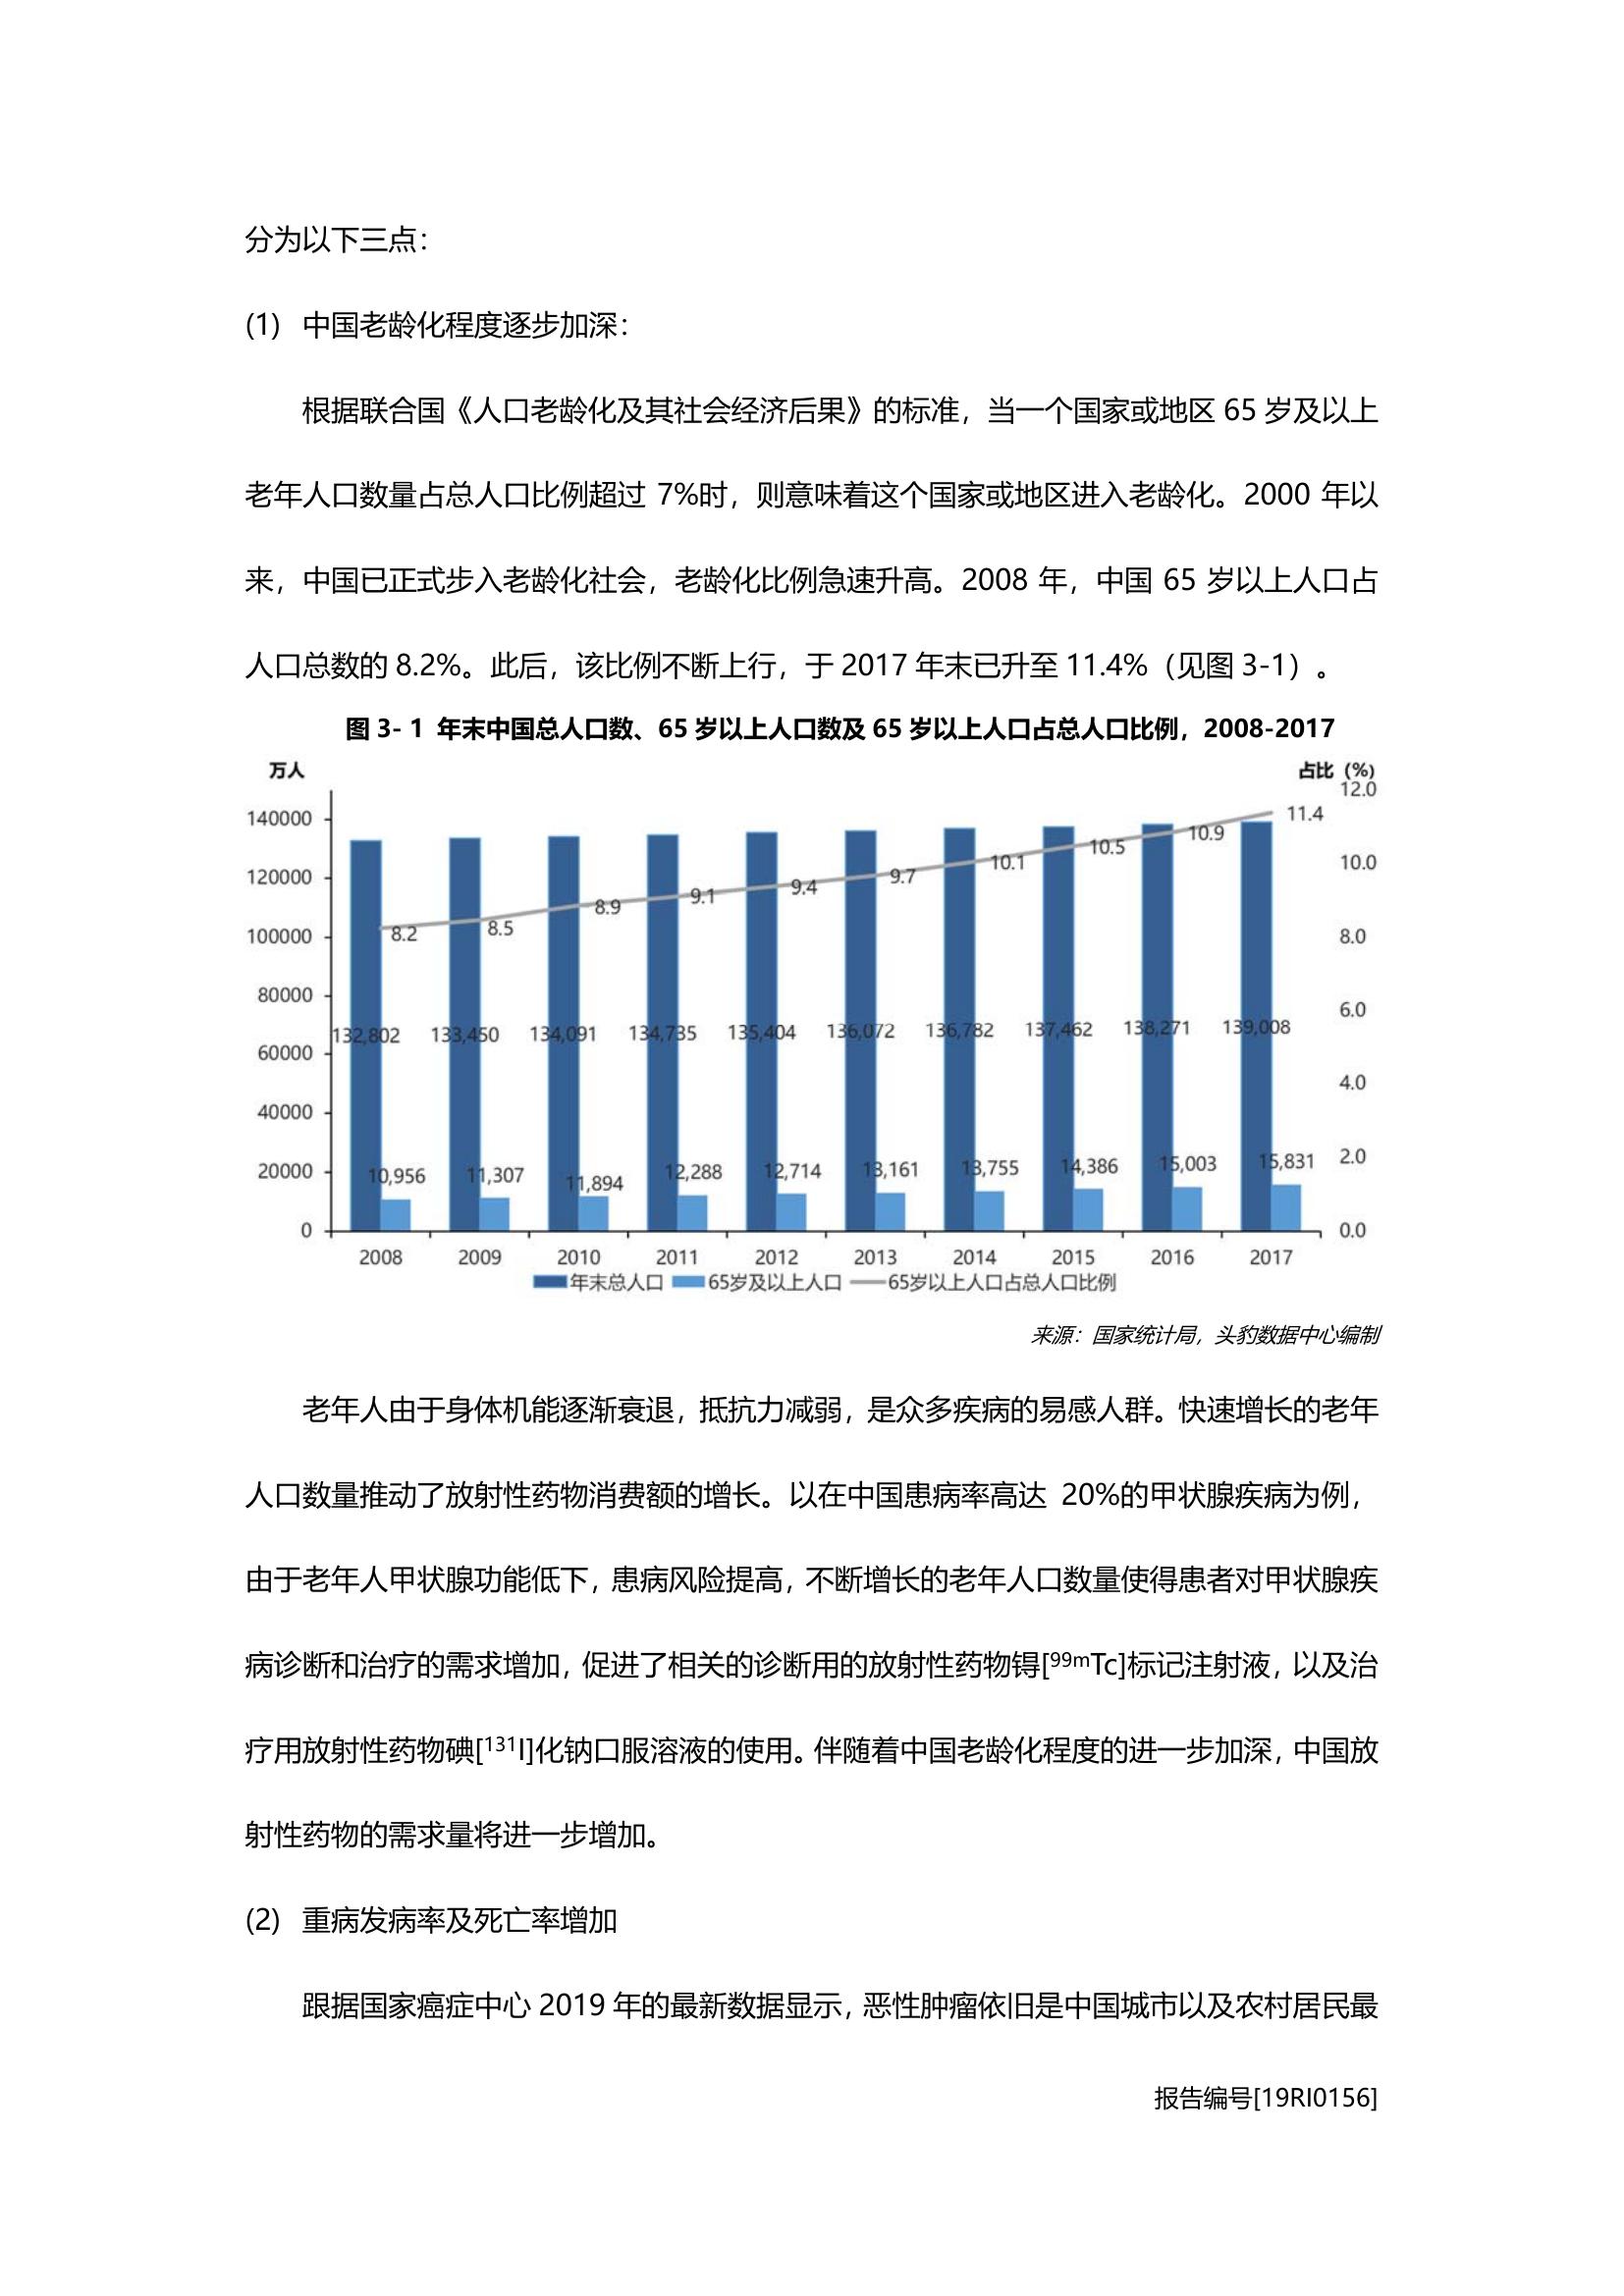 分为以下三点：
(1) 中国老龄化程度逐步加深：
根据联合国《人口老龄化及其社会经济后果》的标准，当一个国家或地区 65 岁及以上
老年人口数量占总人口比例超过 7%时，则意味着这个国家或地区进入老龄化。2000 年以
来，中国已正式步入老龄化社会，老龄化比例急速升高。2008 年，中国 65 岁以上人口占
人口总数的 8.2%。此后，该比例不断上行，于 2017 年末已升至 11.4%（见图 3-1）。
图 3- 1 年末中国总人口数、65 岁以上人口数及 65 岁以上人口占总人口比例，2008-2017
万人 占比（%）
12.0
140000 11.4
10.9
10.5
10.1 10.0
120000 9.7
9.4
9.1
8.9
8.5
8.2
100000 8.0
80000 6.0
132,802 133,450 134,091 134,735 135,404 136,072 136,782 137,462 138,271 139,008
60000
40000 4.0
20000 2.0
10,956 11,307 11,894 12,288 12,714 13,161 13,755 14,386 15,003 15,831
0 0.0
2008 2009 2010 2011 2012 2013 2014 2015 2016 2017
年末总人口 65岁及以上人口 65岁以上人口占总人口比例
来源：国家统计局，头豹数据中心编制
老年人由于身体机能逐渐衰退，抵抗力减弱，是众多疾病的易感人群。快速增长的老年
人口数量推动了放射性药物消费额的增长。以在中国患病率高达 20%的甲状腺疾病为例，
由于老年人甲状腺功能低下，患病风险提高，不断增长的老年人口数量使得患者对甲状腺疾
病诊断和治疗的需求增加，促进了相关的诊断用的放射性药物锝[⁹⁹ᵐTc]标记注射液，以及治
疗用放射性药物碘[¹³¹I]化钠口服溶液的使用。伴随着中国老龄化程度的进一步加深，中国放
射性药物的需求量将进一步增加。
(2) 重病发病率及死亡率增加
跟据国家癌症中心 2019 年的最新数据显示，恶性肿瘤依旧是中国城市以及农村居民最
报告编号[19RI0156]